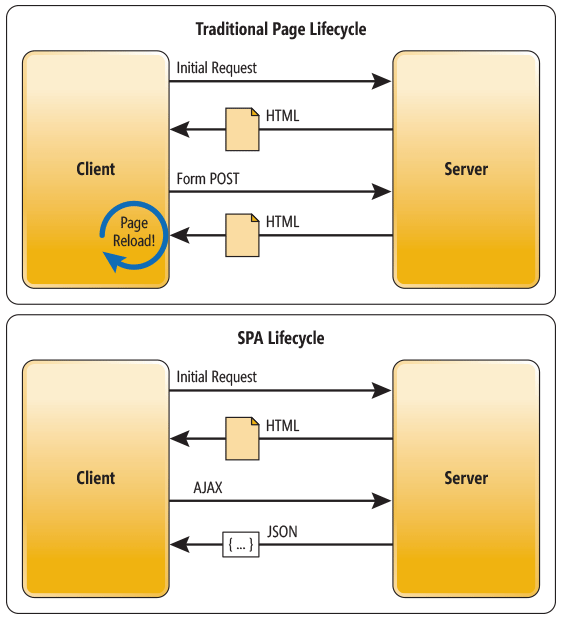 Traditional Page Lifecycle
Initial Request
HTML
Client
Server
Form POST
HTML
Page
Reload!
SPA Lifecycle
Initial Request
HTML
Client
Server
AJAX
JSON
{ ... }